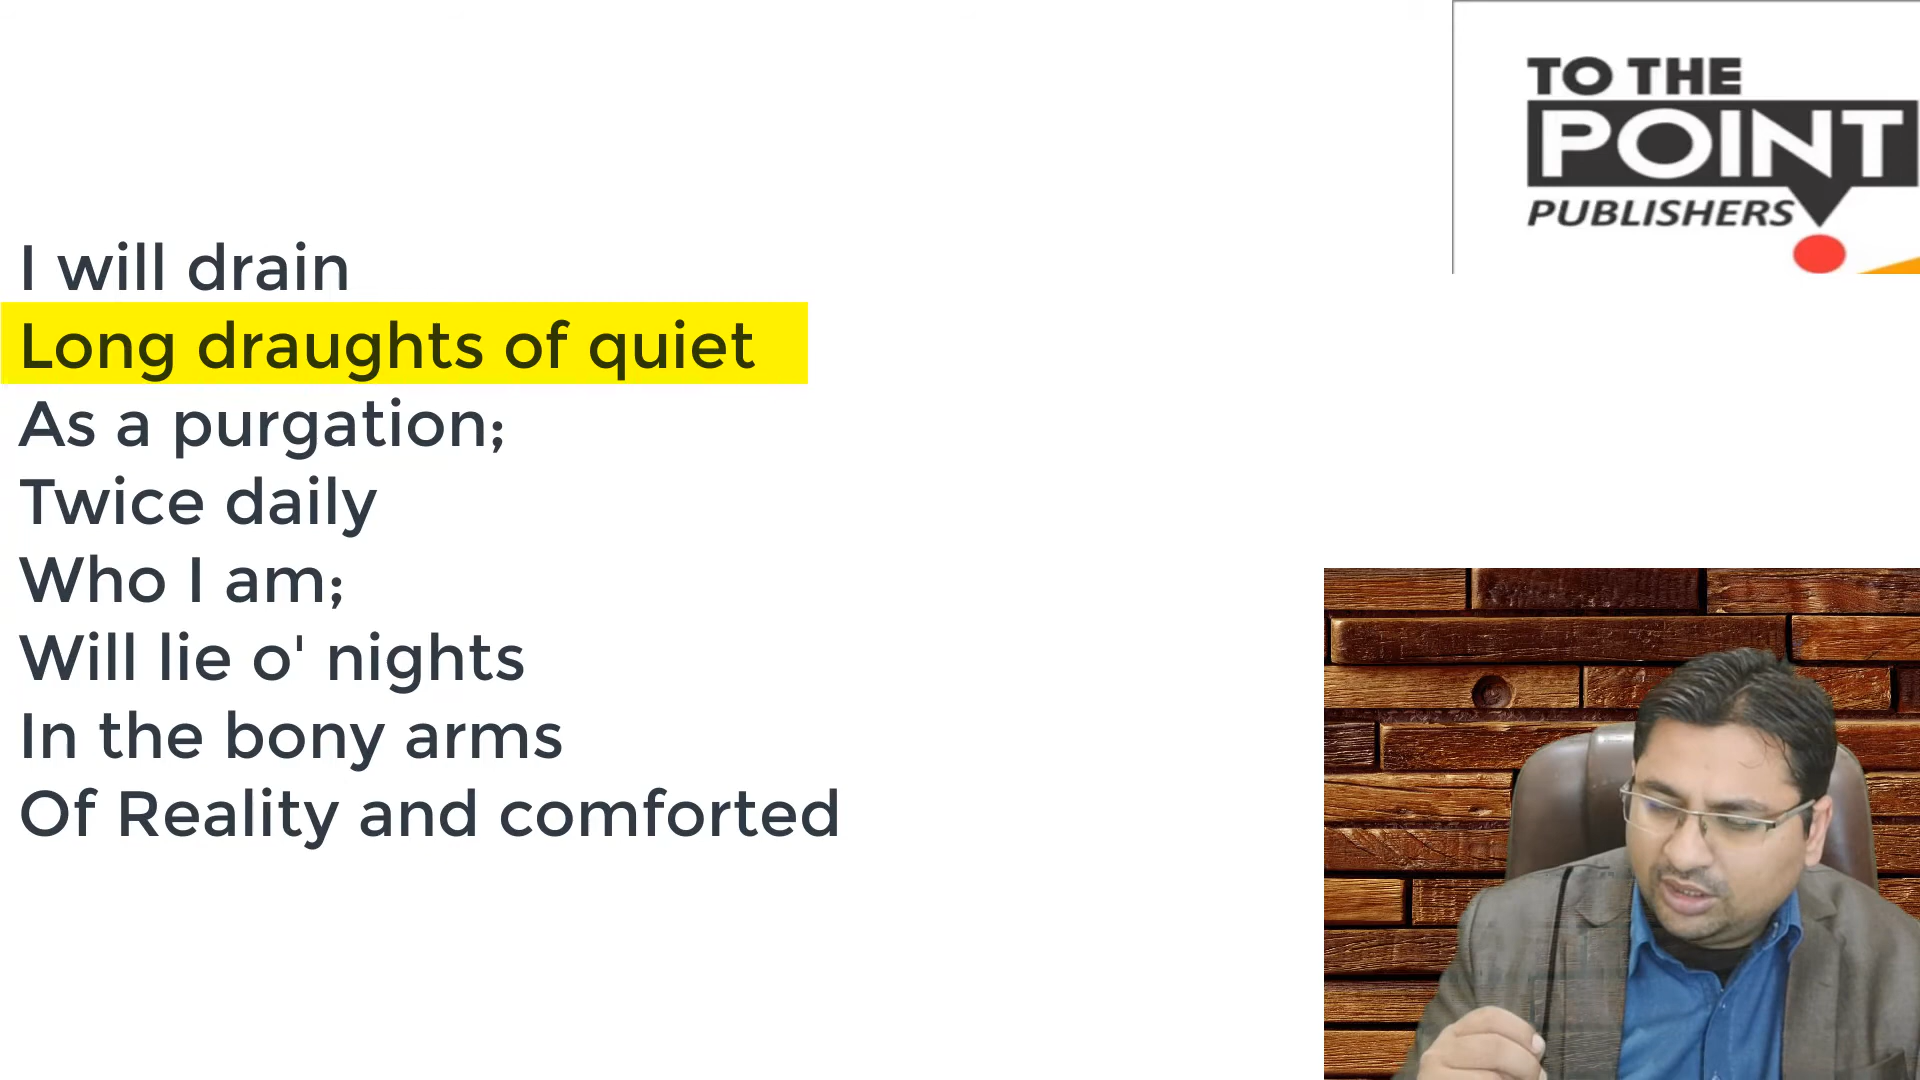 TO THE
POINT
PUBLISHERS
I will drain
Long draughts of quiet
As a purgation;
Twice daily
Who I am;
Will lie o' nights
In the bony arms
Of Reality and comforted